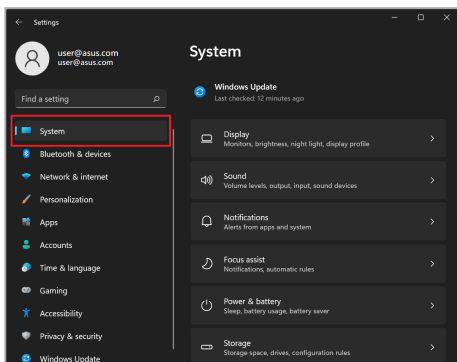 Settings
user@asus.com
user@asus.com
Find a setting
System
Bluetooth & devices
Network & internet
Personalization
Apps
Accounts
Time & language
Gaming
Accessibility
Privacy & security
Windows Update
System
Windows Update
Last checked: 12 minutes ago
Display
Monitors, brightness, night light, display profile
Sound
Volume levels, output, input, sound devices
Notifications
Alerts from apps and system
Focus assist
Notifications, automatic rules
Power & battery
Sleep, battery usage, battery saver
Storage
Storage space, drives, configuration rules